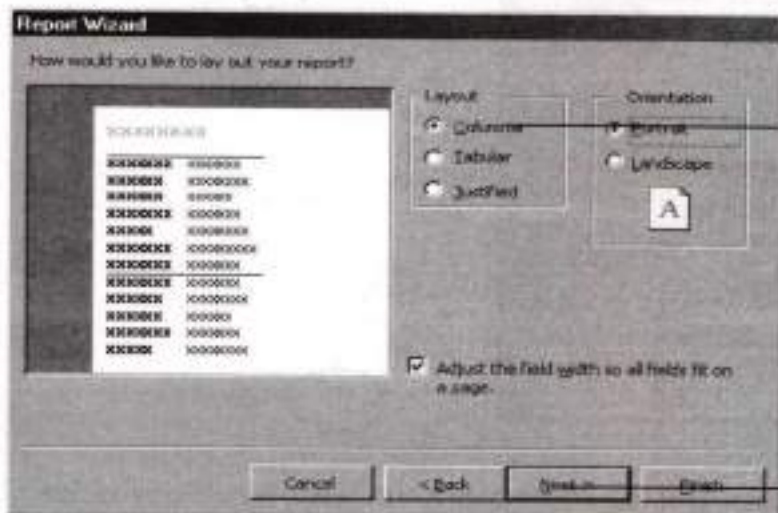 Report Wizard
How would you like to lay out your report?
Layout
Columnar
Tabular
Justified
Orientation
Portrait
Landscape
A
Adjust the field width so all fields fit on
a page.
Cancel
< Back
Next >
Finish